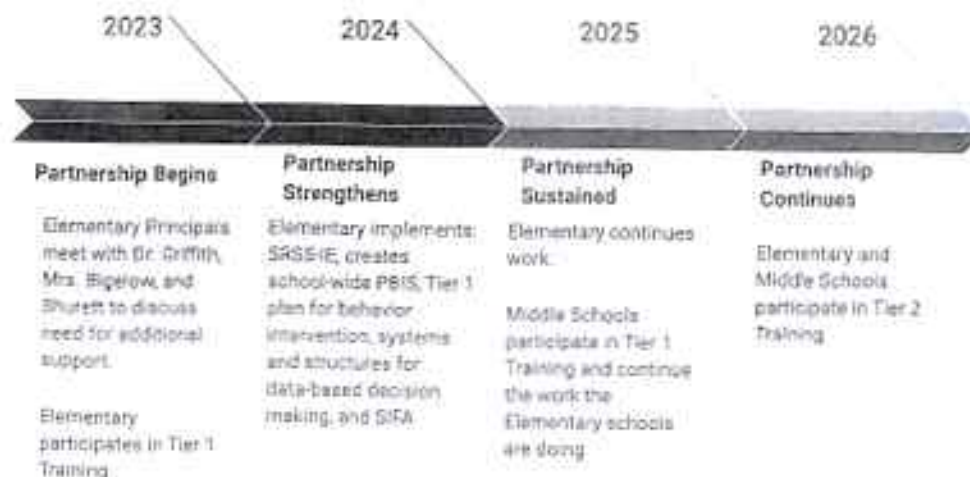 2023
2024
2025
2026
Partnership Begins
Elementary Principals
meet with Dr. Griffith,
Mrs. Bigelow, and
Shurett to discuss
need for additional
support.
Elementary
participates in Tier 1
Training
Partnership
Strengthens
Elementary implements:
SRSS-IE, creates
school-wide PBIS, Tier 1
plan for behavior
intervention, systems
and structures for
data-based decision
making, and SIFA
Partnership
Sustained
Elementary continues
work.
Middle Schools
participate in Tier 1
Training and continue
the work the
Elementary schools
are doing.
Partnership
Continues
Elementary and
Middle Schools
participate in Tier 2
Training